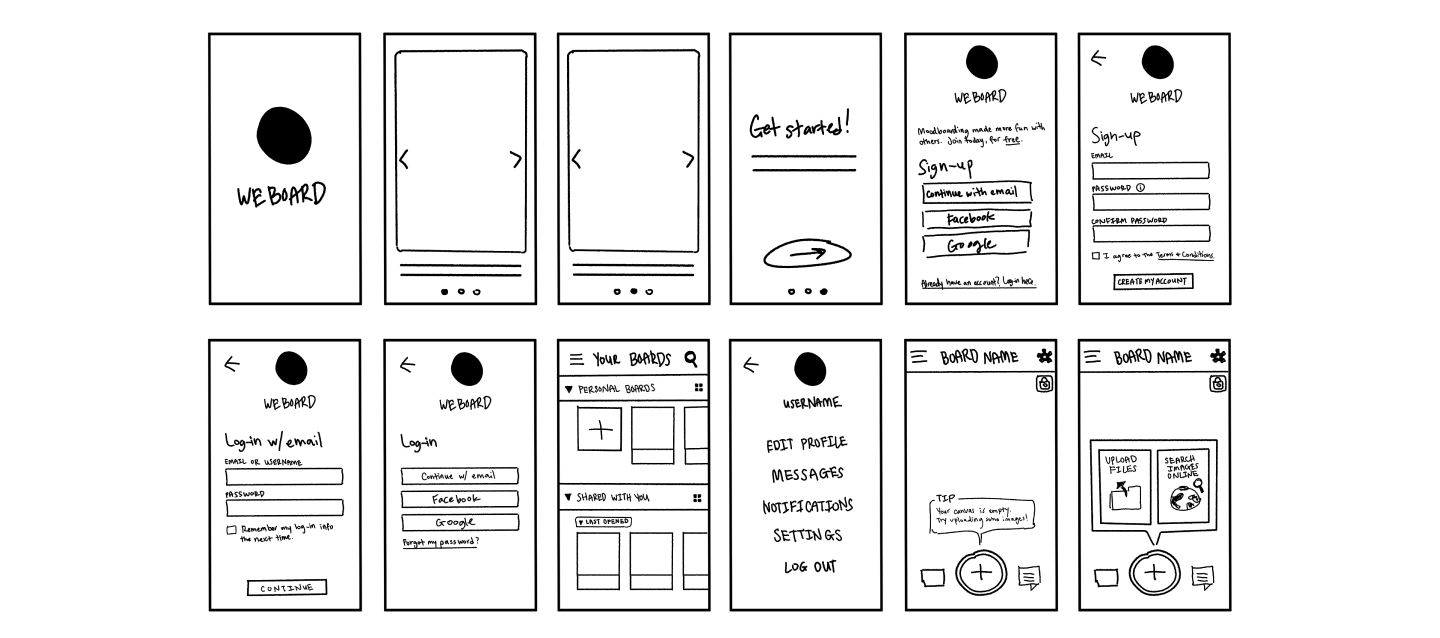 WEBOARD
Get started!
WEBOARD
Moodboarding made more fun with
others. Join today, for free.
Sign-up
Continue with email
Facebook
Google
Already have an account? Log-in here.
WEBOARD
Sign-up
EMAIL
PASSWORD i
CONFIRM PASSWORD
I agree to the Terms + Conditions.
CREATE MY ACCOUNT
WEBOARD
Log-in w/ email
EMAIL OR USERNAME
PASSWORD
Remember my log-in info
the next time.
CONTINUE
WEBOARD
Log-in
Continue w/ email
Facebook
Google
Forgot my password?
YOUR BOARDS
PERSONAL BOARDS
SHARED WITH YOU
LAST OPENED
USERNAME
EDIT PROFILE
MESSAGES
NOTIFICATIONS
SETTINGS
LOG OUT
BOARD NAME
TIP
Your canvas is empty.
Try uploading some images!
BOARD NAME
UPLOAD
FILES
SEARCH
IMAGES
ONLINE